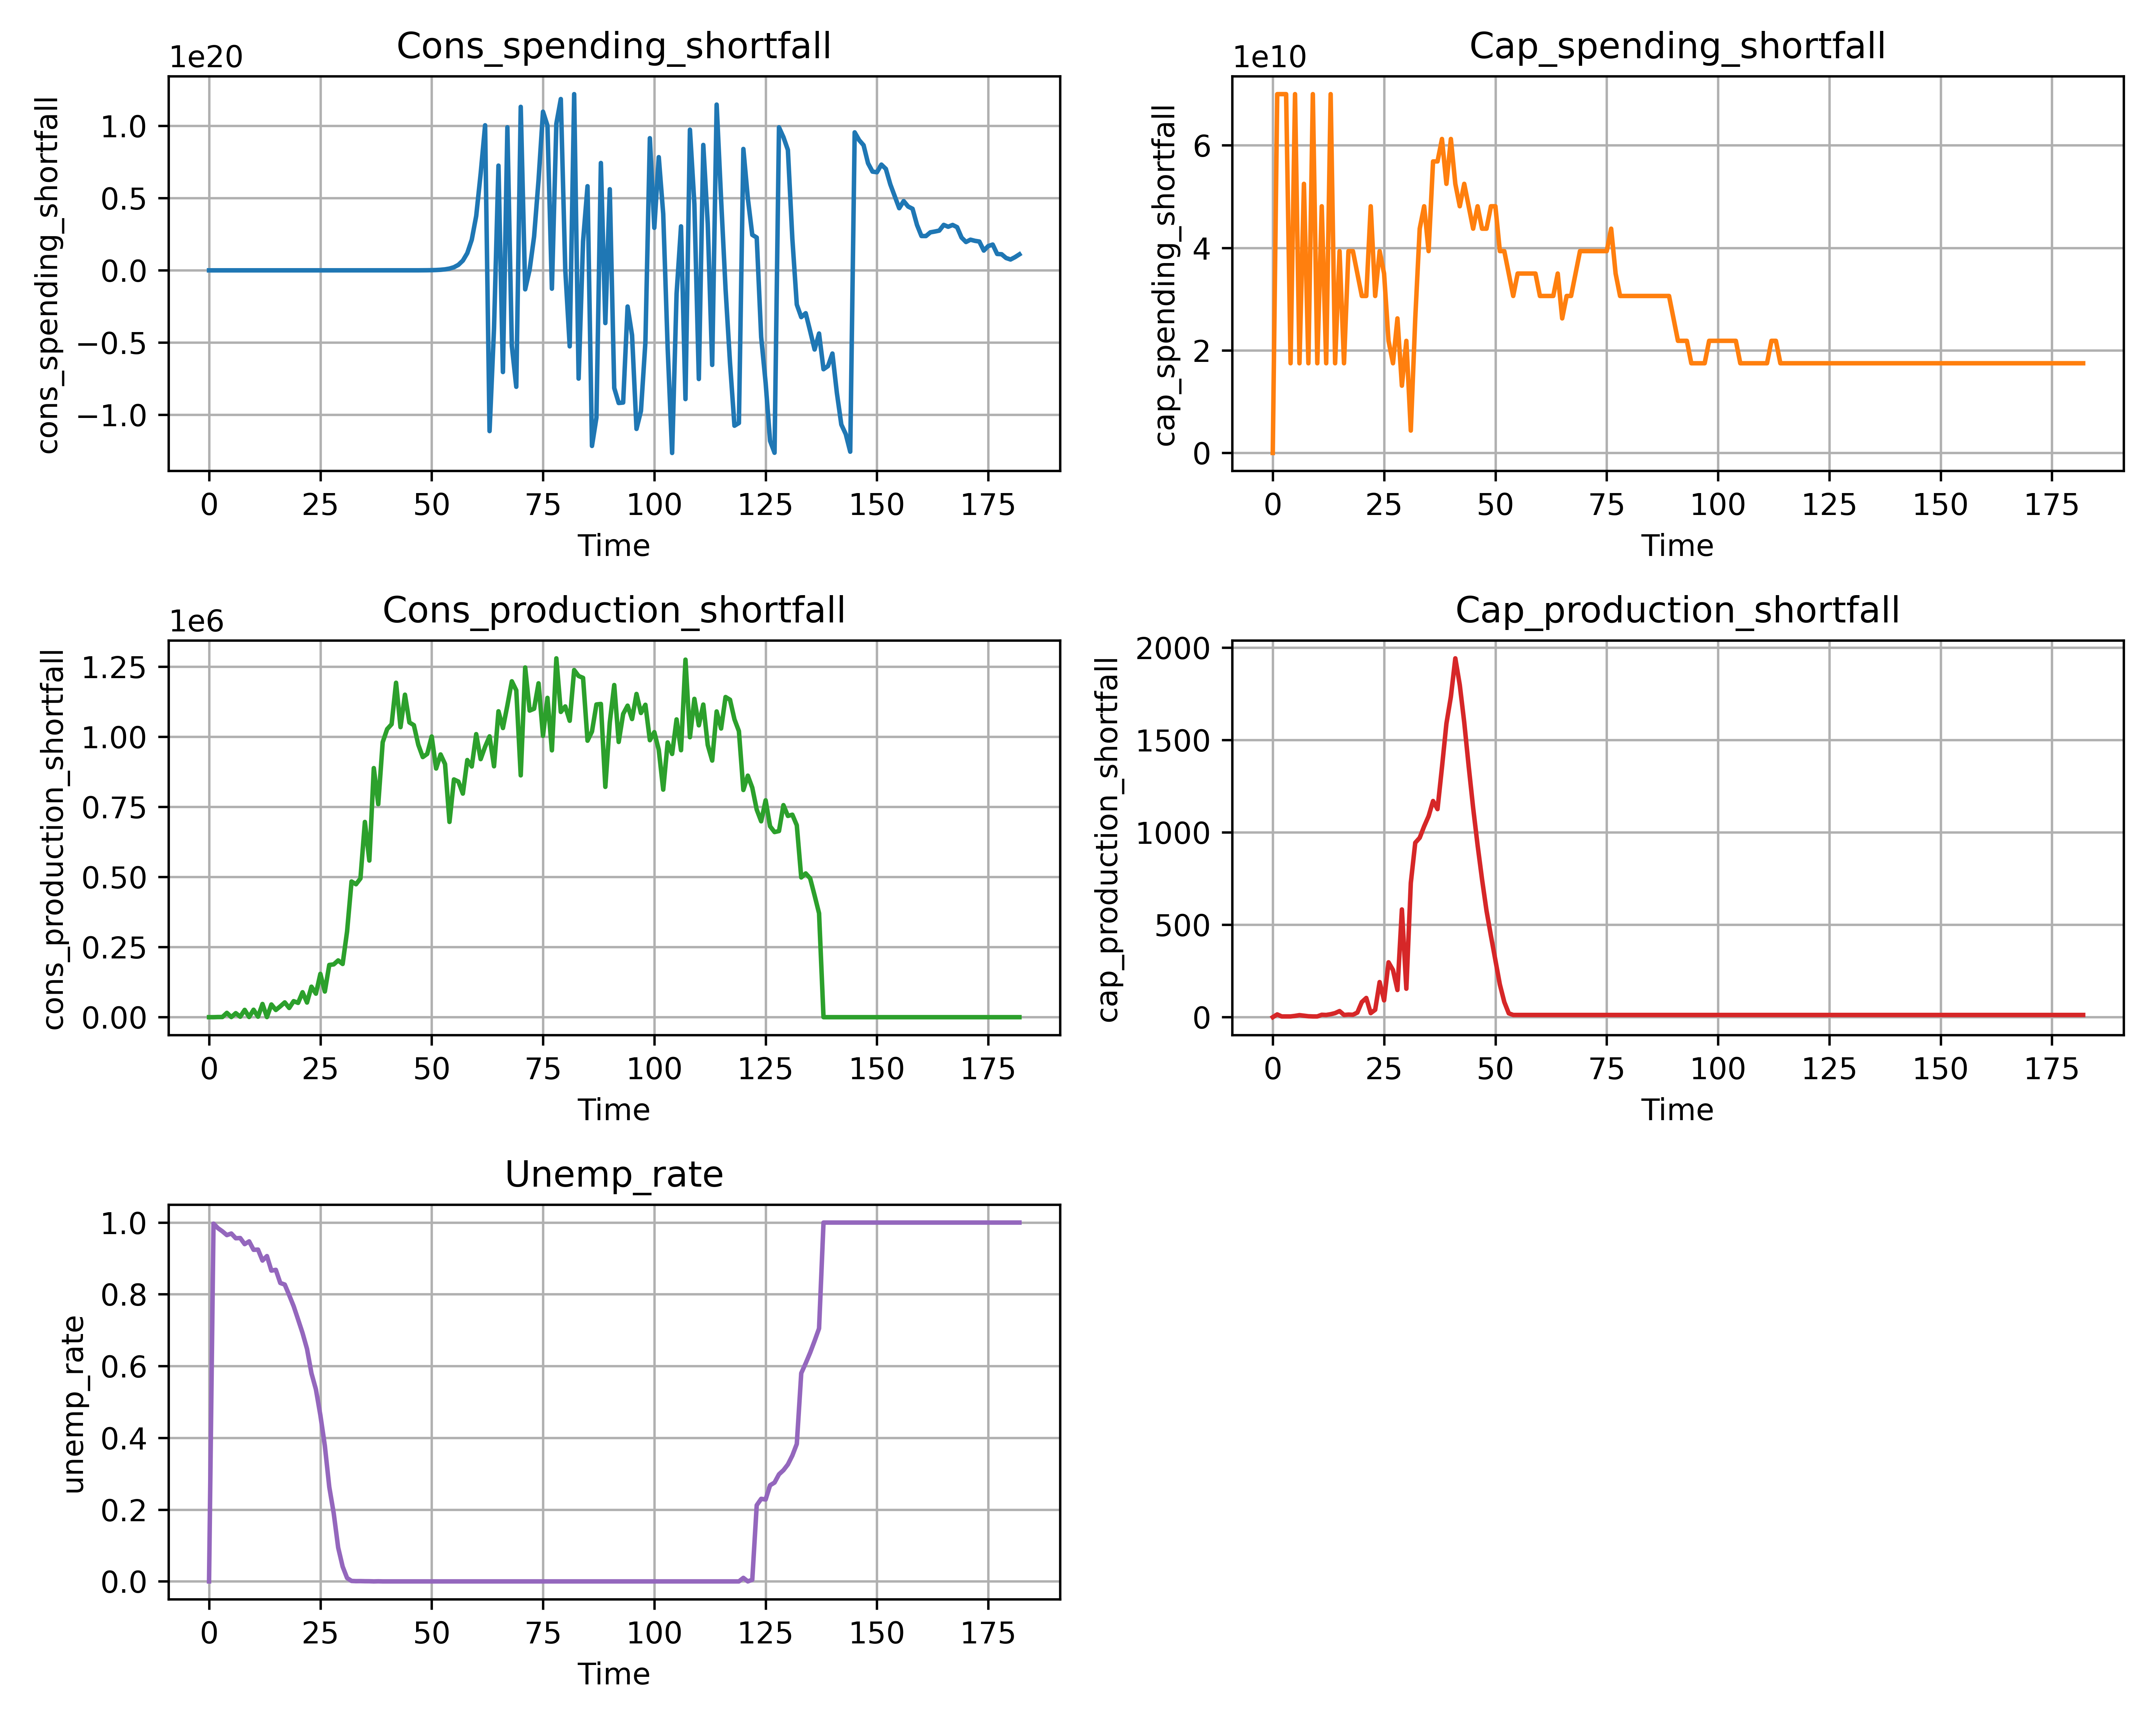 Cons_spending_shortfall
1e20
cons_spending_shortfall
1.0
0.5
0.0
−0.5
−1.0
0 25 50 75 100 125 150 175
Time
Cap_spending_shortfall
1e10
cap_spending_shortfall
6
4
2
0
0 25 50 75 100 125 150 175
Time
Cons_production_shortfall
1e6
cons_production_shortfall
1.25
1.00
0.75
0.50
0.25
0.00
0 25 50 75 100 125 150 175
Time
Cap_production_shortfall
cap_production_shortfall
2000
1500
1000
500
0
0 25 50 75 100 125 150 175
Time
Unemp_rate
unemp_rate
1.0
0.8
0.6
0.4
0.2
0.0
0 25 50 75 100 125 150 175
Time